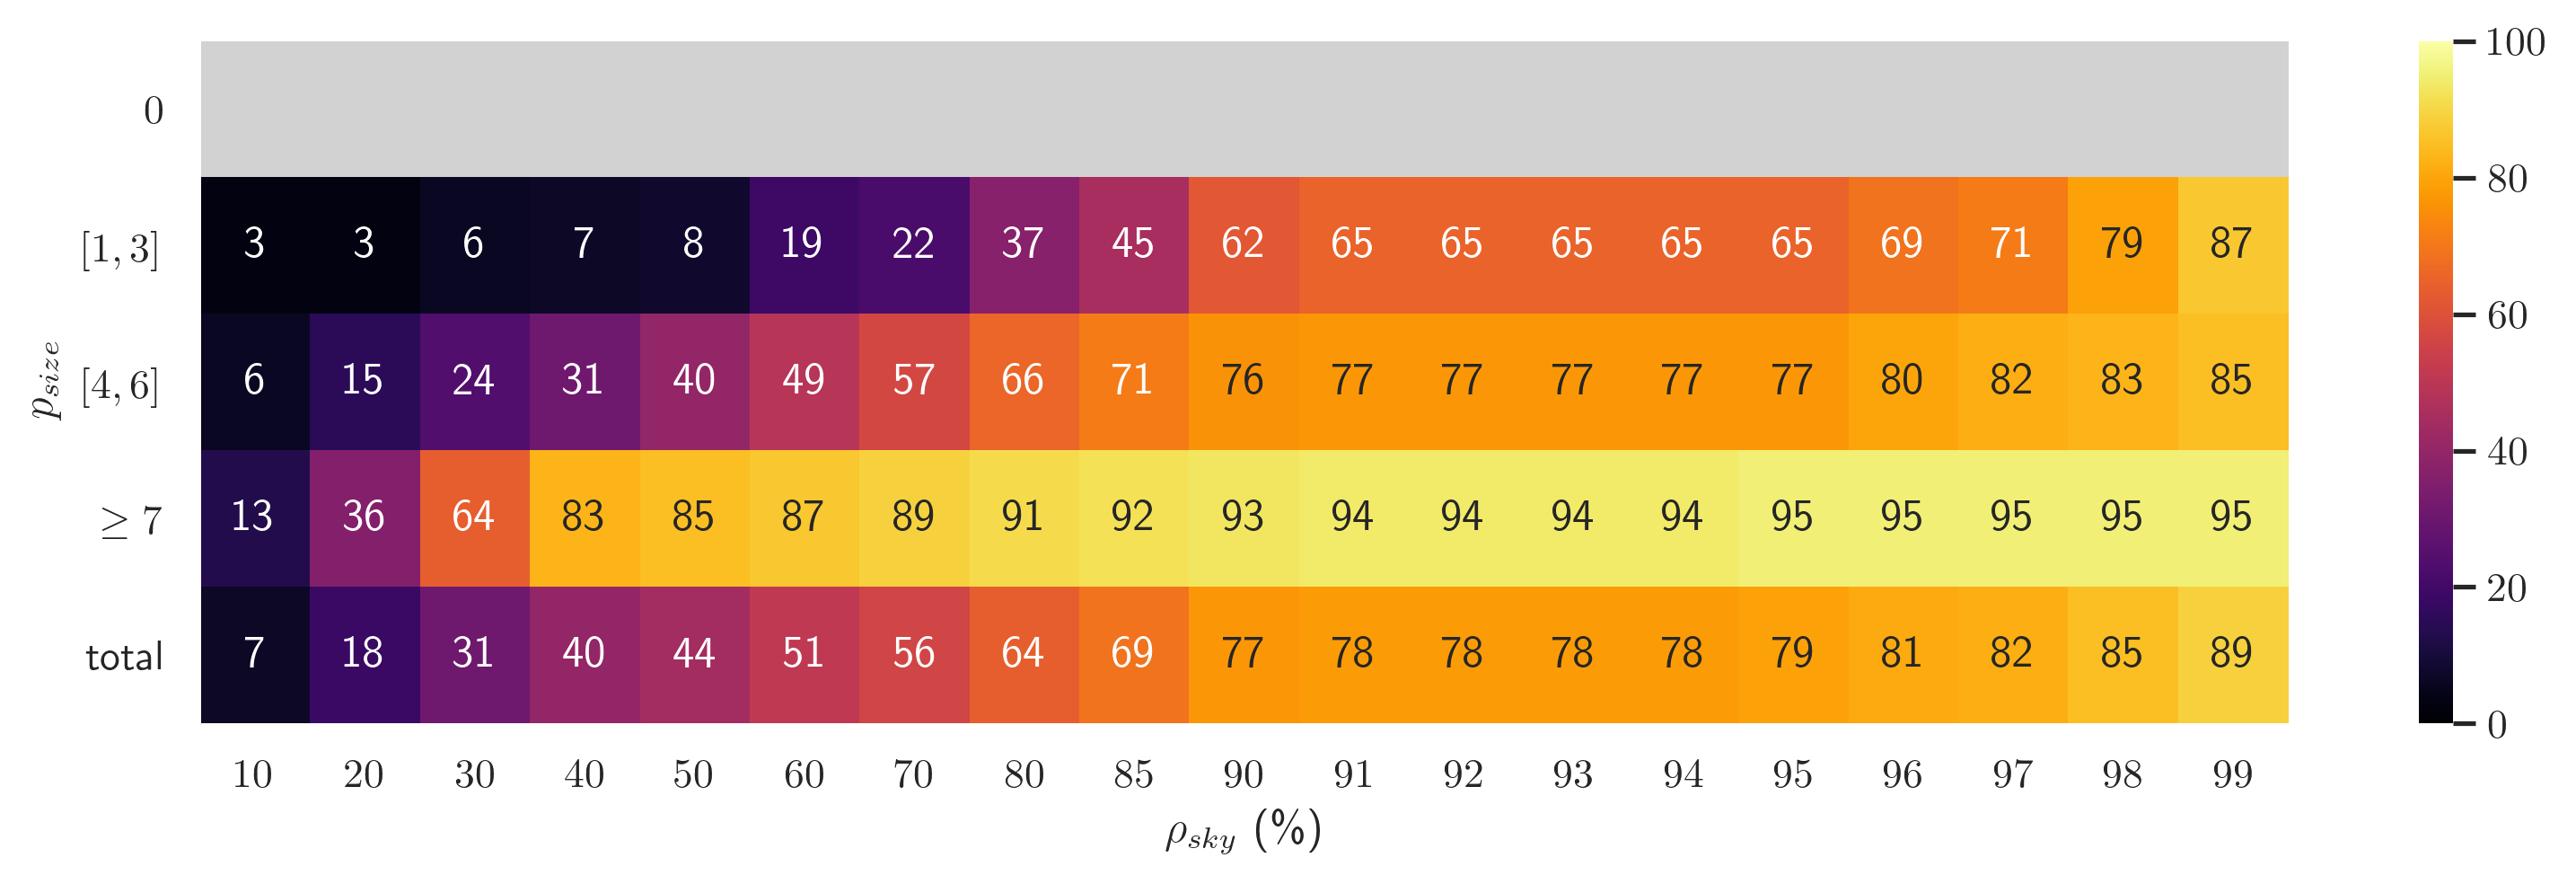 0
[1, 3] 3 3 6 7 8 19 22 37 45 62 65 65 65 65 65 69 71 79 87
[4, 6] 6 15 24 31 40 49 57 66 71 76 77 77 77 77 77 80 82 83 85
≥ 7 13 36 64 83 85 87 89 91 92 93 94 94 94 94 95 95 95 95 95
total 7 18 31 40 44 51 56 64 69 77 78 78 78 78 79 81 82 85 89
10 20 30 40 50 60 70 80 85 90 91 92 93 94 95 96 97 98 99
ρsky (%)
psize
100
80
60
40
20
0